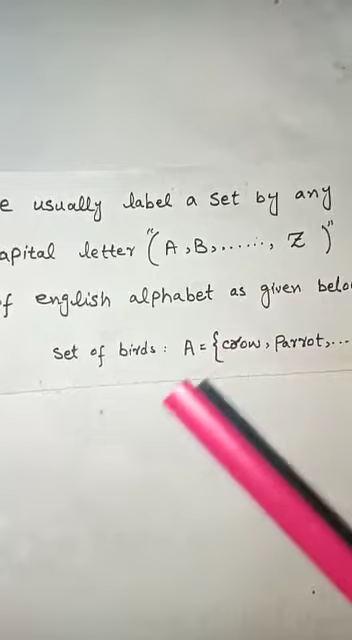 e usually label a set by any
apital letter "(A, B, ......, Z)"
f english alphabet as given belo
Set of birds : A = {crow, Parrot, ...